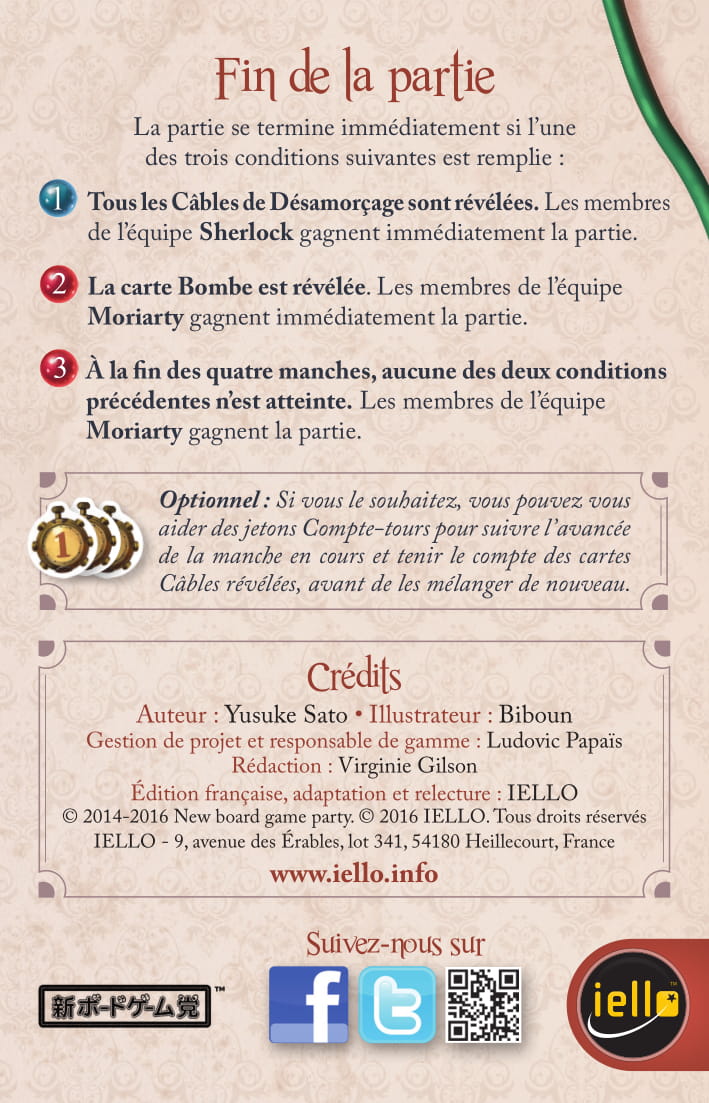 Fin de la partie
La partie se termine immédiatement si l’une
des trois conditions suivantes est remplie :
1 Tous les Câbles de Désamorçage sont révélées. Les membres
de l’équipe Sherlock gagnent immédiatement la partie.
2 La carte Bombe est révélée. Les membres de l’équipe
Moriarty gagnent immédiatement la partie.
3 À la fin des quatre manches, aucune des deux conditions
précédentes n’est atteinte. Les membres de l’équipe
Moriarty gagnent la partie.
1
Optionnel : Si vous le souhaitez, vous pouvez vous
aider des jetons Compte-tours pour suivre l’avancée
de la manche en cours et tenir le compte des cartes
Câbles révélées, avant de les mélanger de nouveau.
Crédits
Auteur : Yusuke Sato • Illustrateur : Biboun
Gestion de projet et responsable de gamme : Ludovic Papaïs
Rédaction : Virginie Gilson
Édition française, adaptation et relecture : IELLO
© 2014-2016 New board game party. © 2016 IELLO. Tous droits réservés
IELLO - 9, avenue des Érables, lot 341, 54180 Heillecourt, France
www.iello.info
Suivez-nous sur
新ボードゲーム党 ™
f
t
iello ™